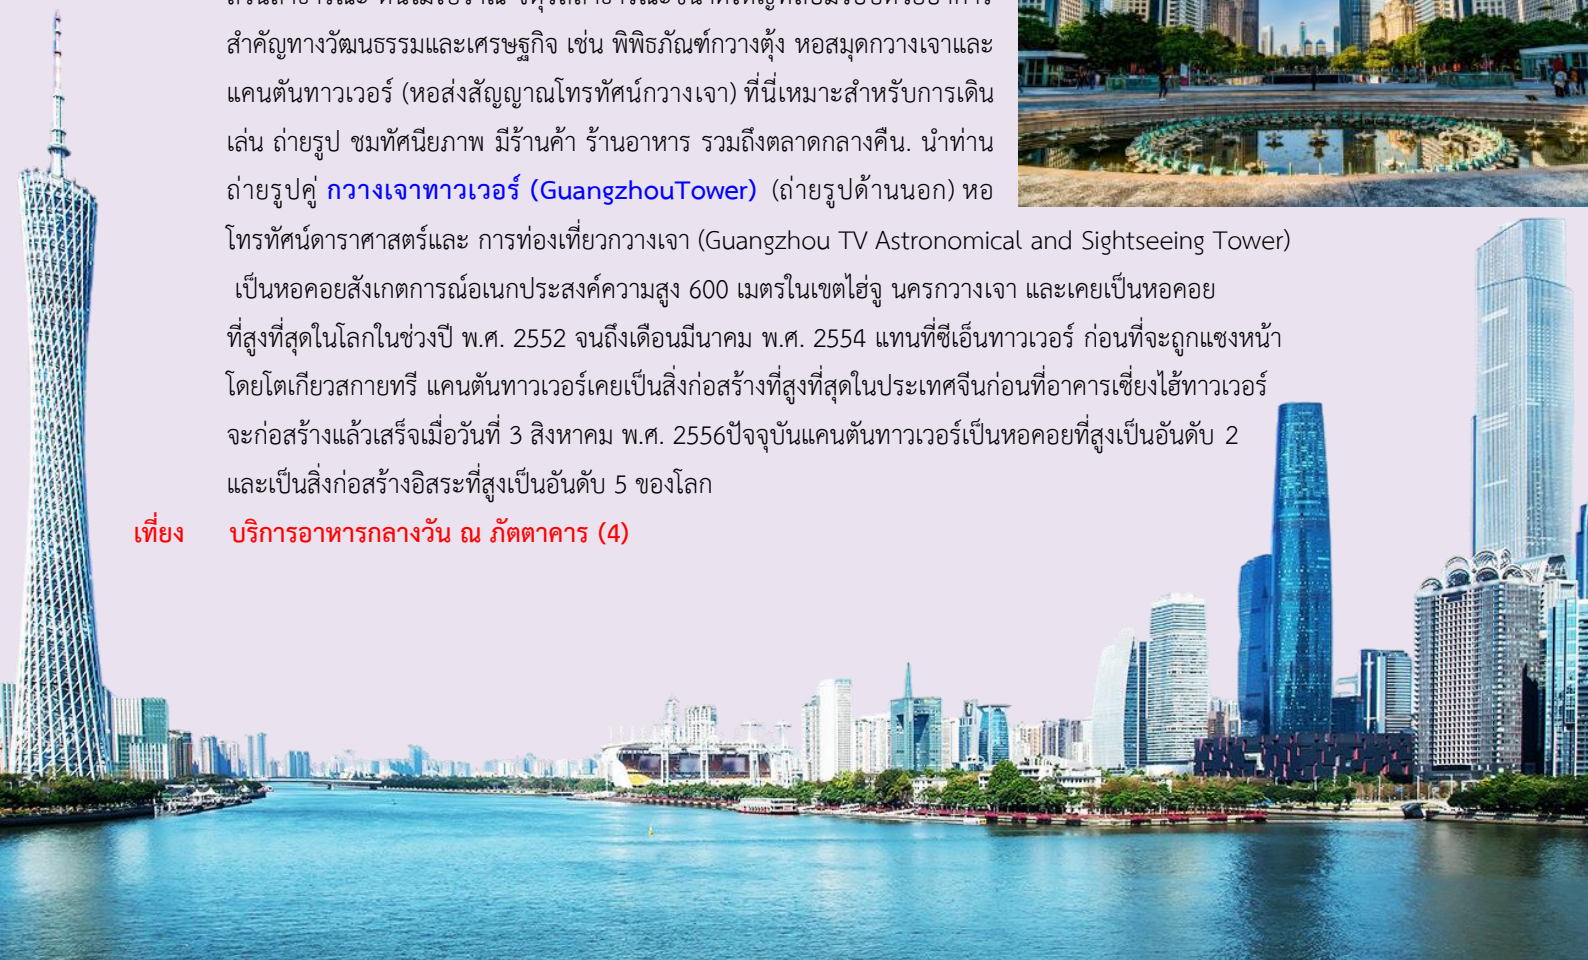 สำคัญทางวัฒนธรรมและเศรษฐกิจ เช่น พิพิธภัณฑ์กวางตุ้ง หอสมุดกวางเจาและ
แคนตันทาวเวอร์ (หอส่งสัญญาณโทรทัศน์กวางเจา) ที่นี่เหมาะสำหรับการเดิน
เล่น ถ่ายรูป ชมทัศนียภาพ มีร้านค้า ร้านอาหาร รวมถึงตลาดกลางคืน. นำท่าน
ถ่ายรูปคู่ กวางเจาทาวเวอร์ (GuangzhouTower) (ถ่ายรูปด้านนอก) หอ
โทรทัศน์ดาราศาสตร์และ การท่องเที่ยวกวางเจา (Guangzhou TV Astronomical and Sightseeing Tower)
เป็นหอคอยสังเกตการณ์อเนกประสงค์ความสูง 600 เมตรในเขตไฮ่จู นครกวางเจา และเคยเป็นหอคอย
ที่สูงที่สุดในโลกในช่วงปี พ.ศ. 2552 จนถึงเดือนมีนาคม พ.ศ. 2554 แทนที่ซีเอ็นทาวเวอร์ ก่อนที่จะถูกแซงหน้า
โดยโตเกียวสกายทรี แคนตันทาวเวอร์เคยเป็นสิ่งก่อสร้างที่สูงที่สุดในประเทศจีนก่อนที่อาคารเซี่ยงไฮ้ทาวเวอร์
จะก่อสร้างแล้วเสร็จเมื่อวันที่ 3 สิงหาคม พ.ศ. 2556ปัจจุบันแคนตันทาวเวอร์เป็นหอคอยที่สูงเป็นอันดับ 2
และเป็นสิ่งก่อสร้างอิสระที่สูงเป็นอันดับ 5 ของโลก
เที่ยง บริการอาหารกลางวัน ณ ภัตตาคาร (4)